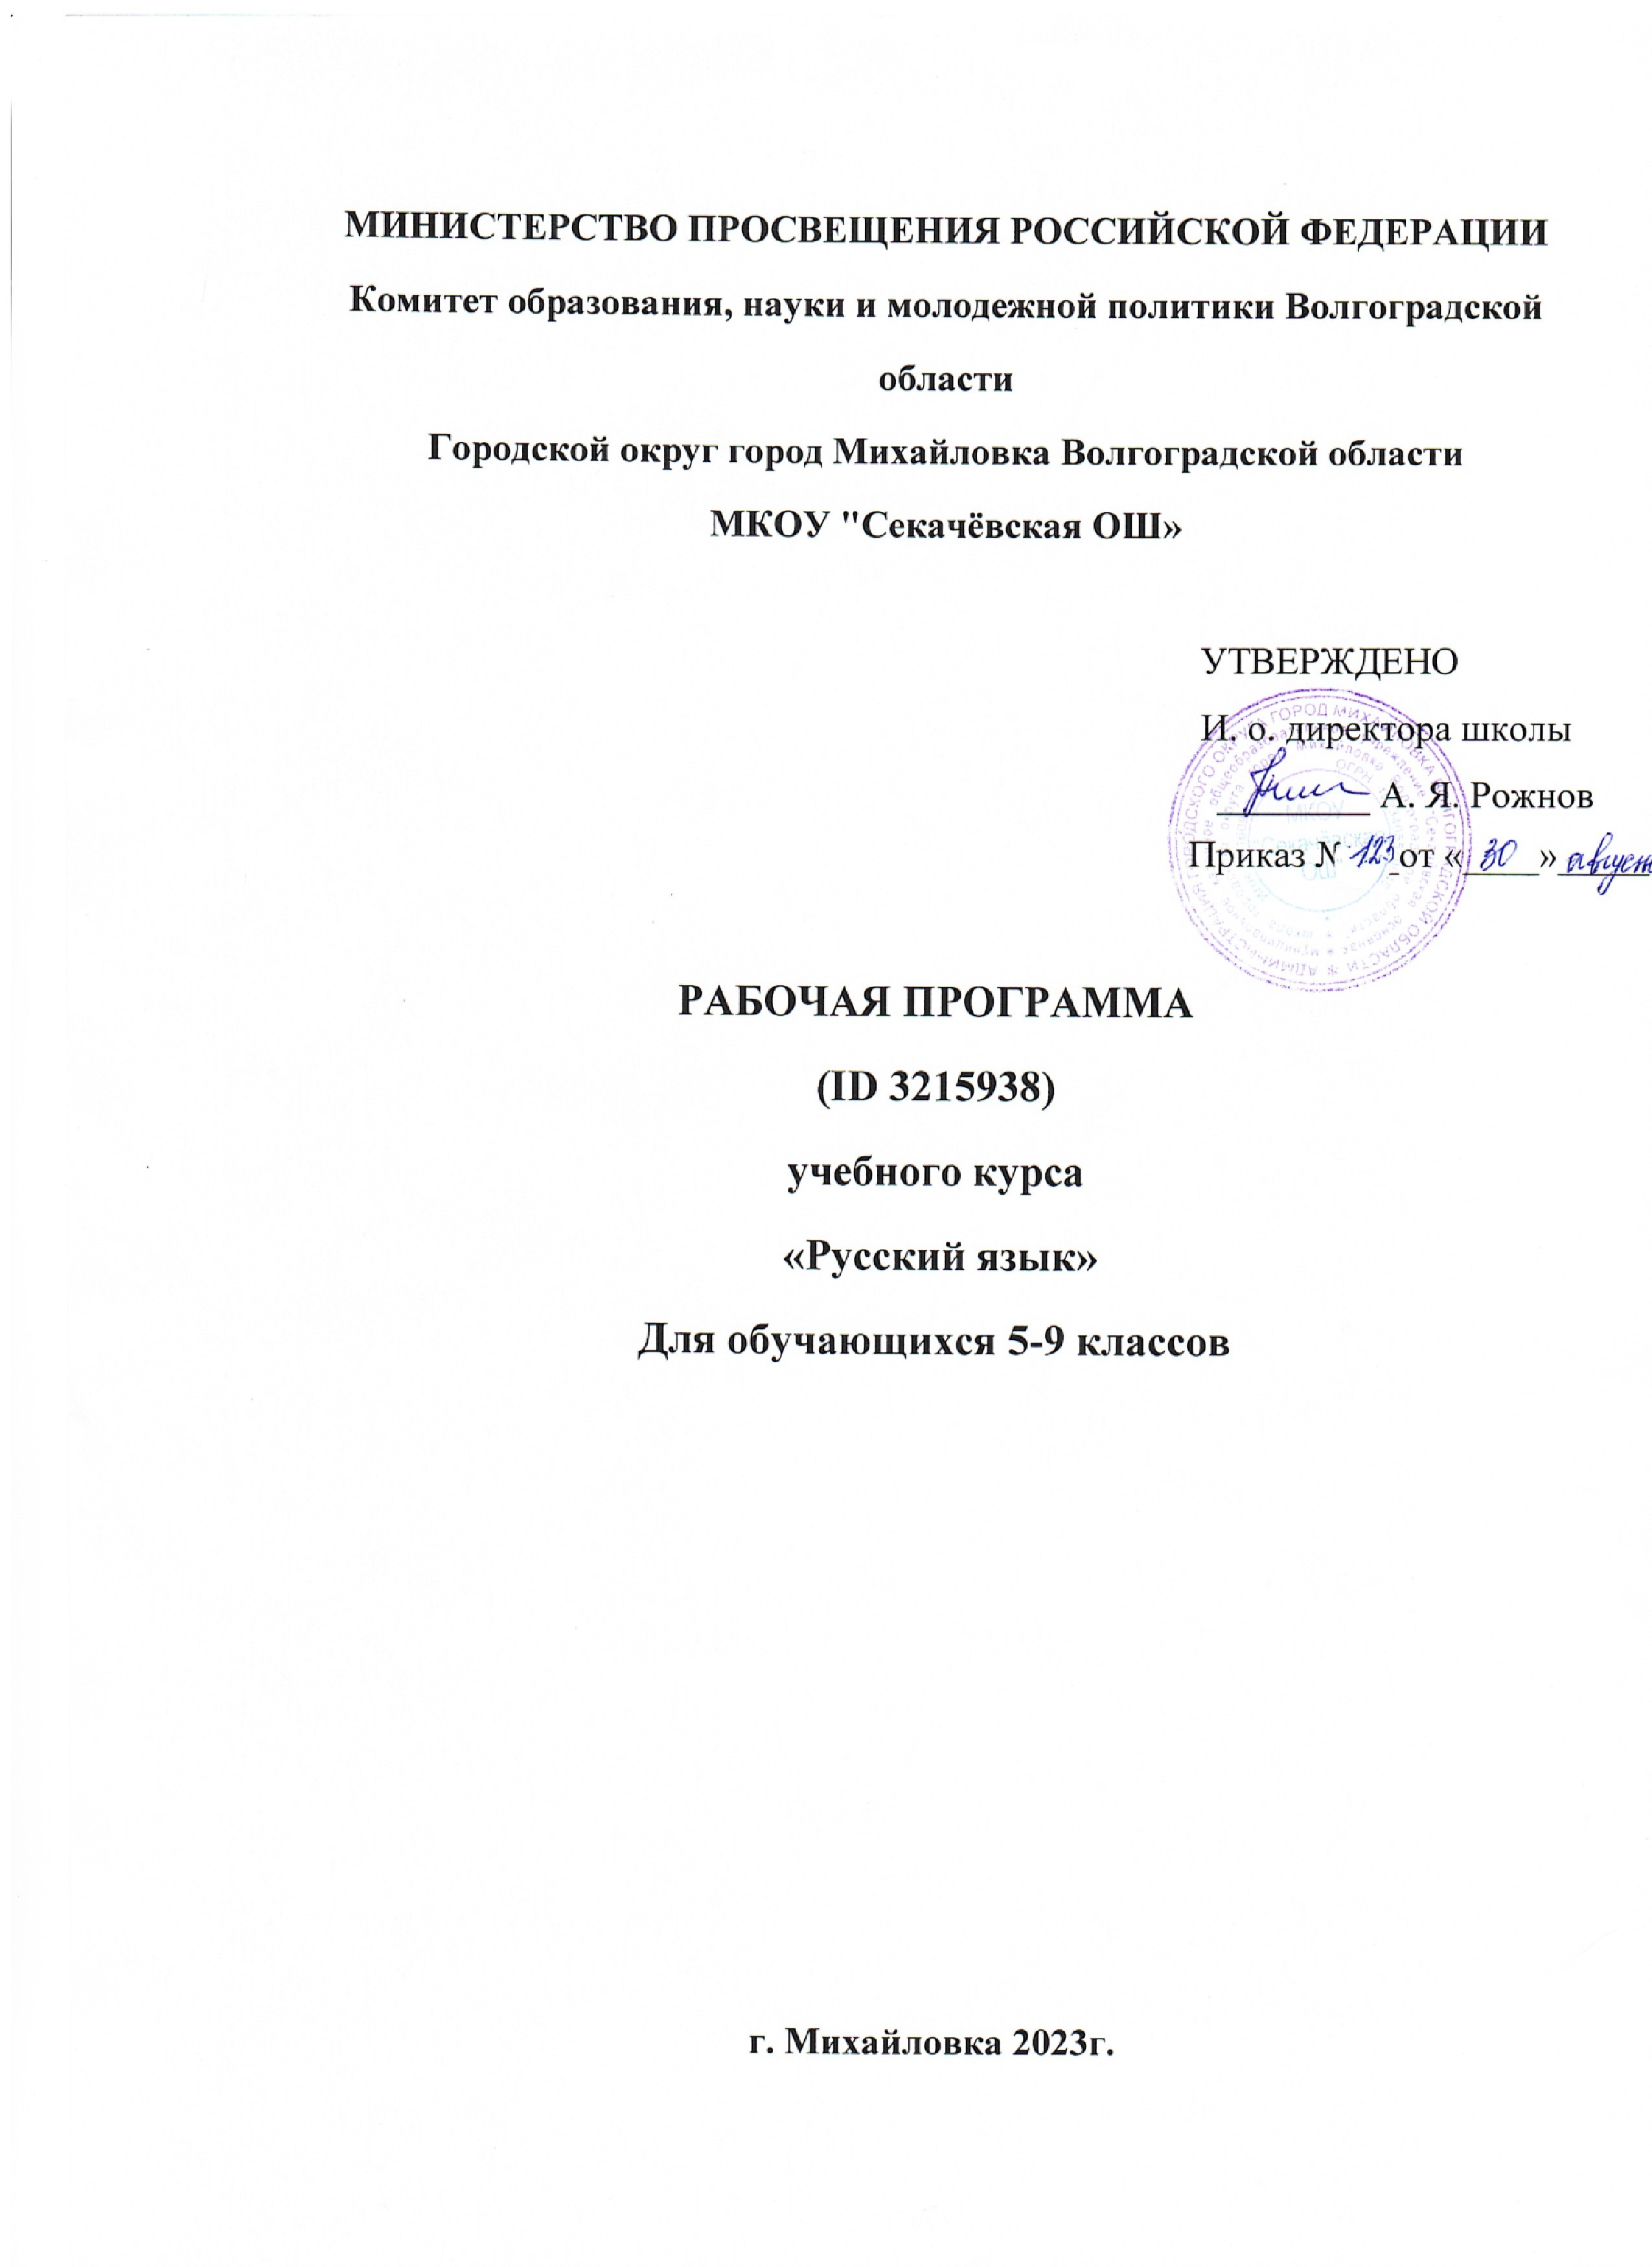 МИНИСТЕРСТВО ПРОСВЕЩЕНИЯ РОССИЙСКОЙ ФЕДЕРАЦИИ
Комитет образования, науки и молодежной политики Волгоградской
области
Городской округ город Михайловка Волгоградской области
МКОУ "Секачёвская ОШ»
УТВЕРЖДЕНО
И. о. директора школы
А. Я. Рожнов
Приказ № 123 от « 30 »
МКОУ
ОШ
РАБОЧАЯ ПРОГРАММА
(ID 3215938)
учебного курса
«Русский язык»
Для обучающихся 5-9 классов
г. Михайловка 2023г.